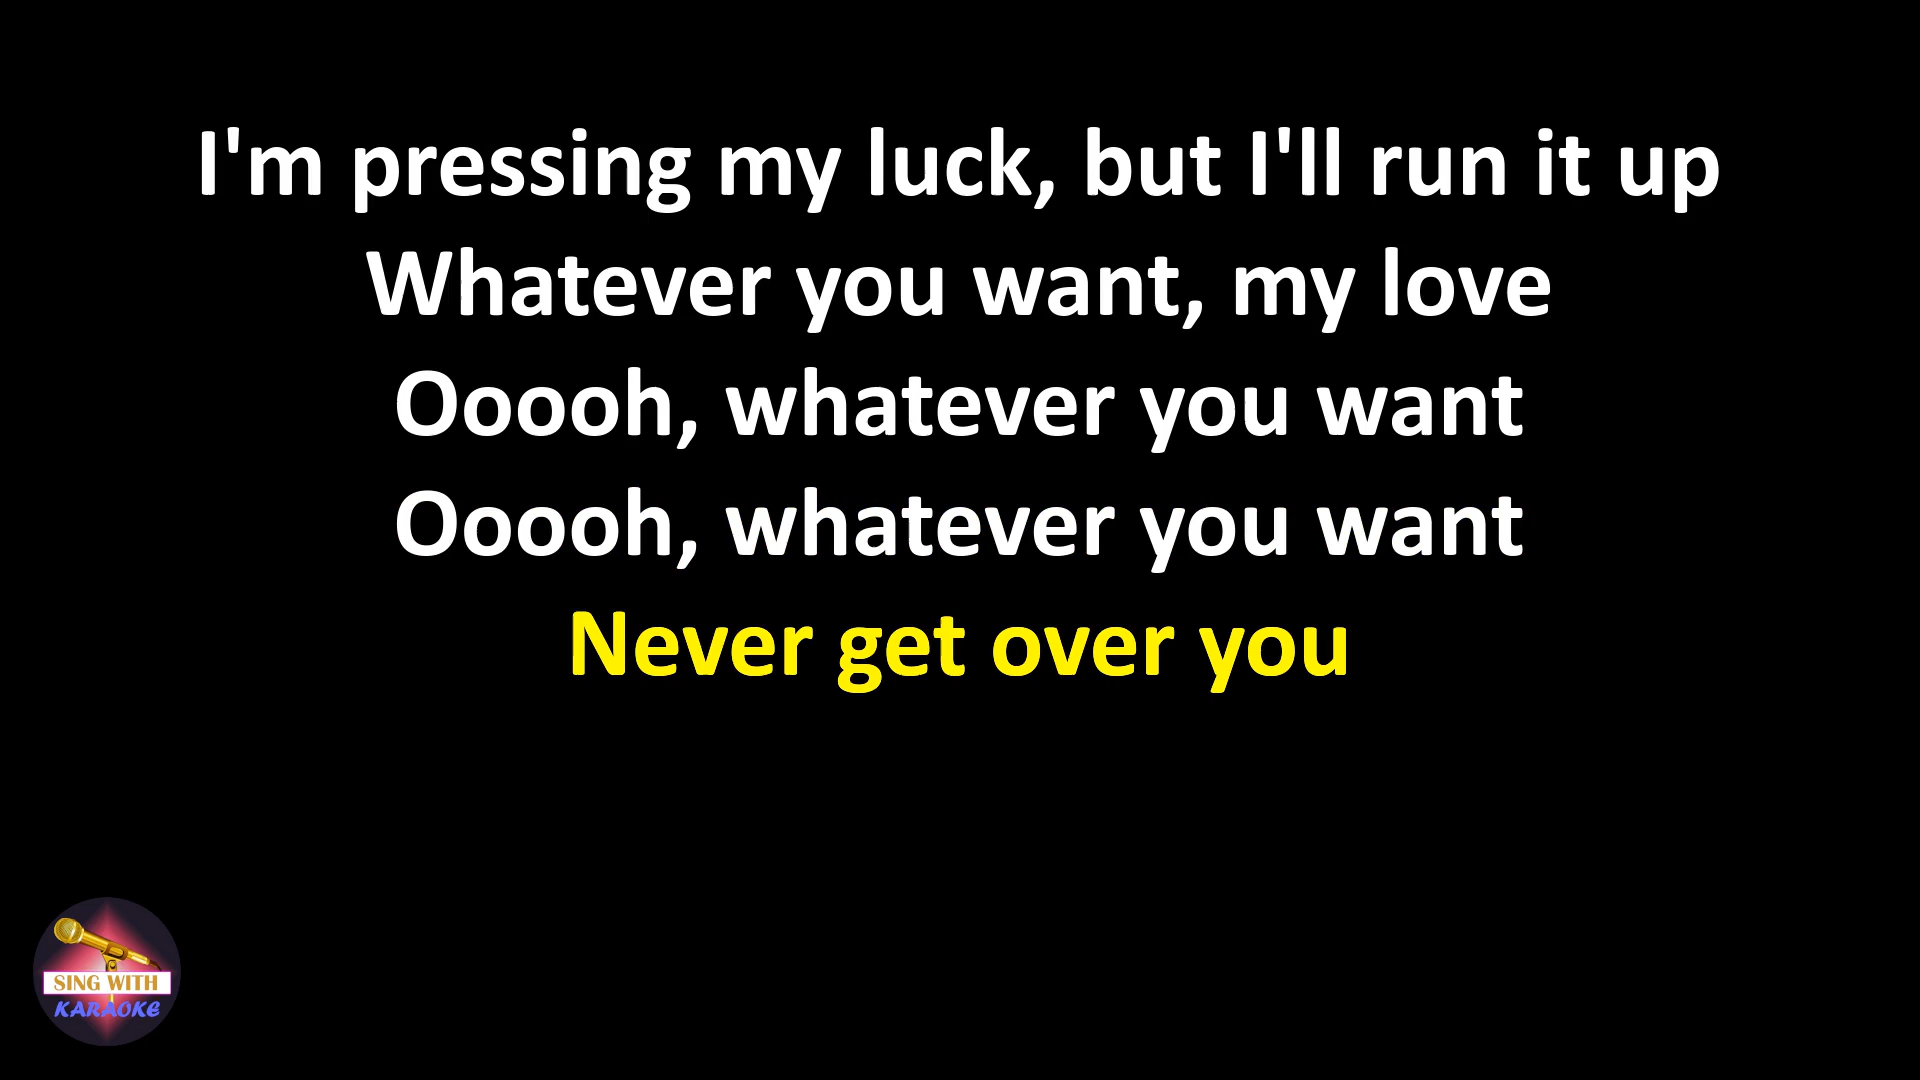 I'm pressing my luck, but I'll run it up
Whatever you want, my love
Ooooh, whatever you want
Ooooh, whatever you want
Never get over you
SING WITH
KARAOKE